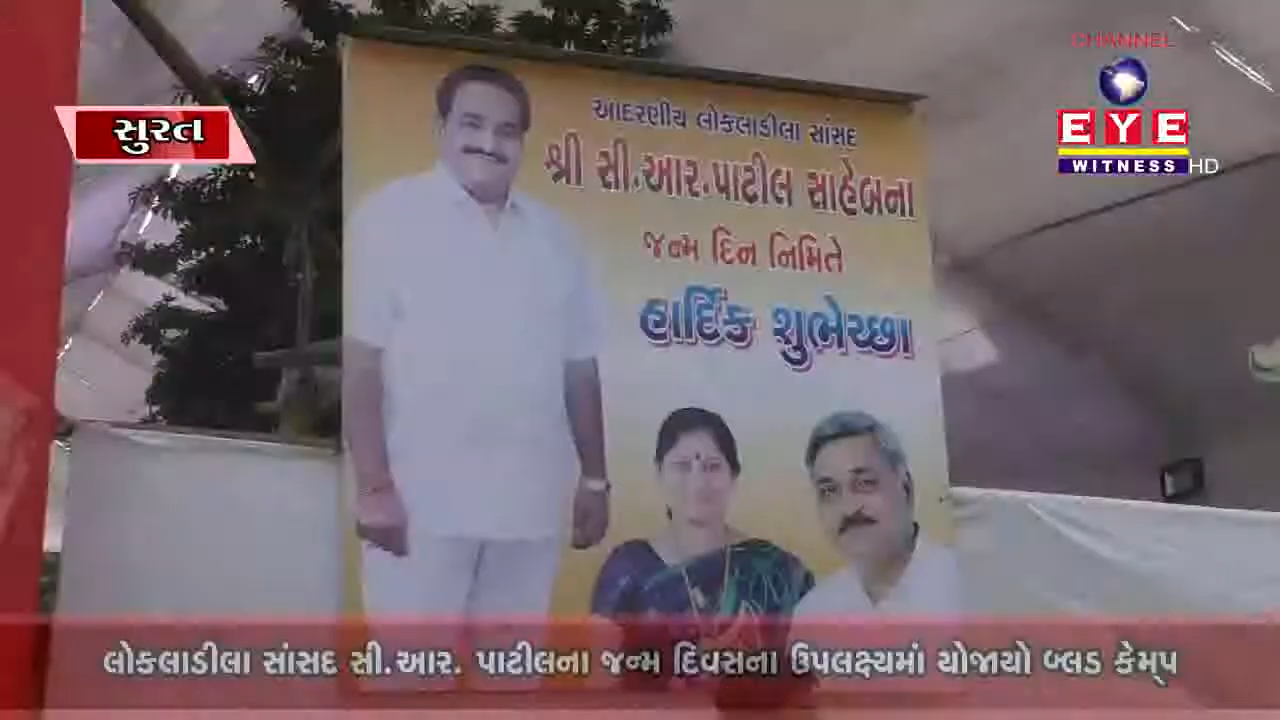 CHANNEL
EYE
WITNESS HD
સુરત
આદરણીય લોકલાડીલા સાંસદ
શ્રી સી.આર.પાટીલ સાહેબના
જન્મ દિન નિમિતે
હાર્દિક શુભેચ્છા
લોકલાડીલા સાંસદ સી.આર. પાટીલના જન્મ દિવસના ઉપલક્ષ્યમાં યોજાયો બ્લડ કેમ્પ